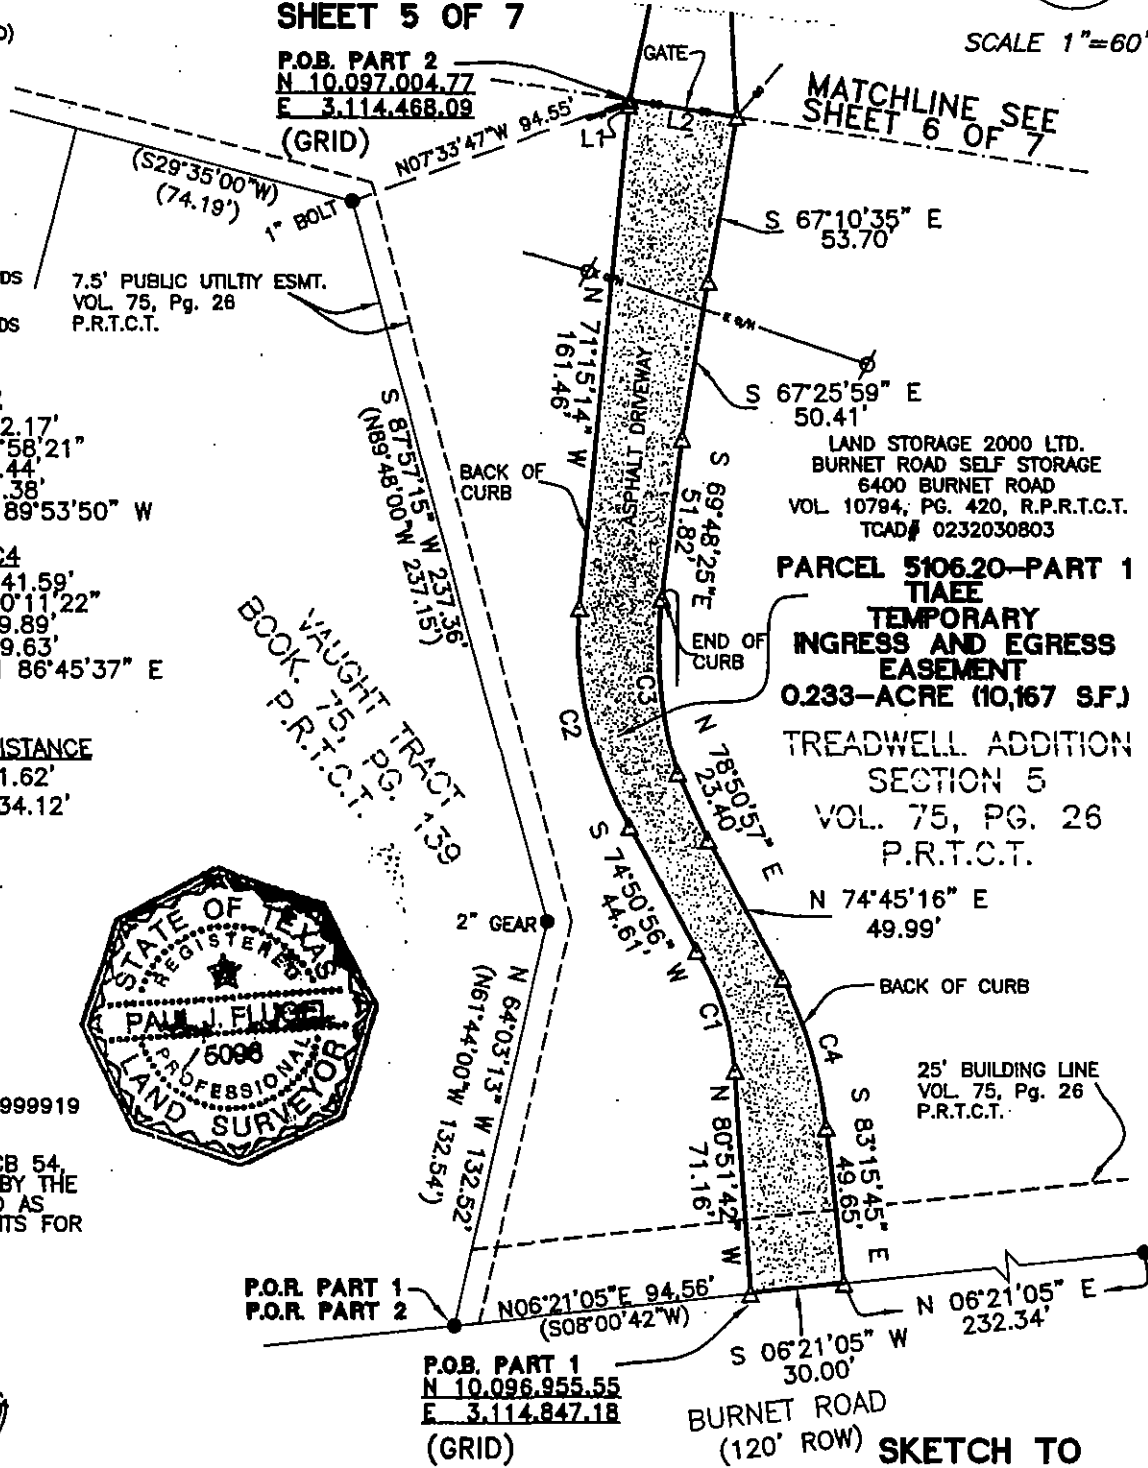 SHEET 5 OF 7
P.O.B. PART 2
N 10,097,004.77
E 3,114,468.09
(GRID)
SCALE 1"=60'
GATE
MATCHLINE SEE
SHEET 6 OF 7
L1
L2
N07°33'47"W 94.55'
(S29°35'00"W)
(74.19')
1" BOLT
S 67°10'35" E
53.70'
7.5' PUBLIC UTILITY ESMT.
VOL. 75, Pg. 26
P.R.T.C.T.
DS
DS
N 71°15'14" W
161.46'
ASPHALT DRIVEWAY
E O/H
S 67°25'59" E
50.41'
2.17'
°58'21"
.44'
.38'
89°53'50" W
C4
41.59'
0°11'22"
9.89'
9.63'
86°45'37" E
ISTANCE
1.62'
34.12'
S 87°57'15" W 237.36'
(N89°48'00"W 237.15')
BACK OF
CURB
S 69°48'25"E
51.82'
LAND STORAGE 2000 LTD.
BURNET ROAD SELF STORAGE
6400 BURNET ROAD
VOL. 10794, PG. 420, R.P.R.T.C.T.
TCAD# 0232030803
PARCEL 5106.20-PART 1
TIAEE
TEMPORARY
INGRESS AND EGRESS
EASEMENT
0.233-ACRE (10,167 S.F.)
END OF
CURB
VAUGHT TRACT
BOOK. 75, PG. 139
P.R.T.C.T.
C3
C2
N 78°50'57" E
23.40'
TREADWELL ADDITION
SECTION 5
VOL. 75, PG. 26
P.R.T.C.T.
S 74°50'56" W
44.61'
N 74°45'16" E
49.99'
2" GEAR
BACK OF CURB
C1
C4
STATE OF TEXAS
REGISTERED
PAUL J. FLUGEL
5096
PROFESSIONAL
LAND SURVEYOR
N 64°03'13" W 132.52'
(N61°44'00"W 132.54')
25' BUILDING LINE
VOL. 75, Pg. 26
P.R.T.C.T.
999919
CB 54,
BY THE
AS
TS FOR
N 80°51'42" W
71.16'
S 83°15'45" E
49.65'
P.O.R. PART 1
P.O.R. PART 2
N06°21'05"E 94.56'
(S08°00'42"W)
N 06°21'05" E
232.34'
S 06°21'05" W
30.00'
P.O.B. PART 1
N 10,096,955.55
E 3,114,847.18
(GRID)
BURNET ROAD
(120' ROW)
SKETCH TO